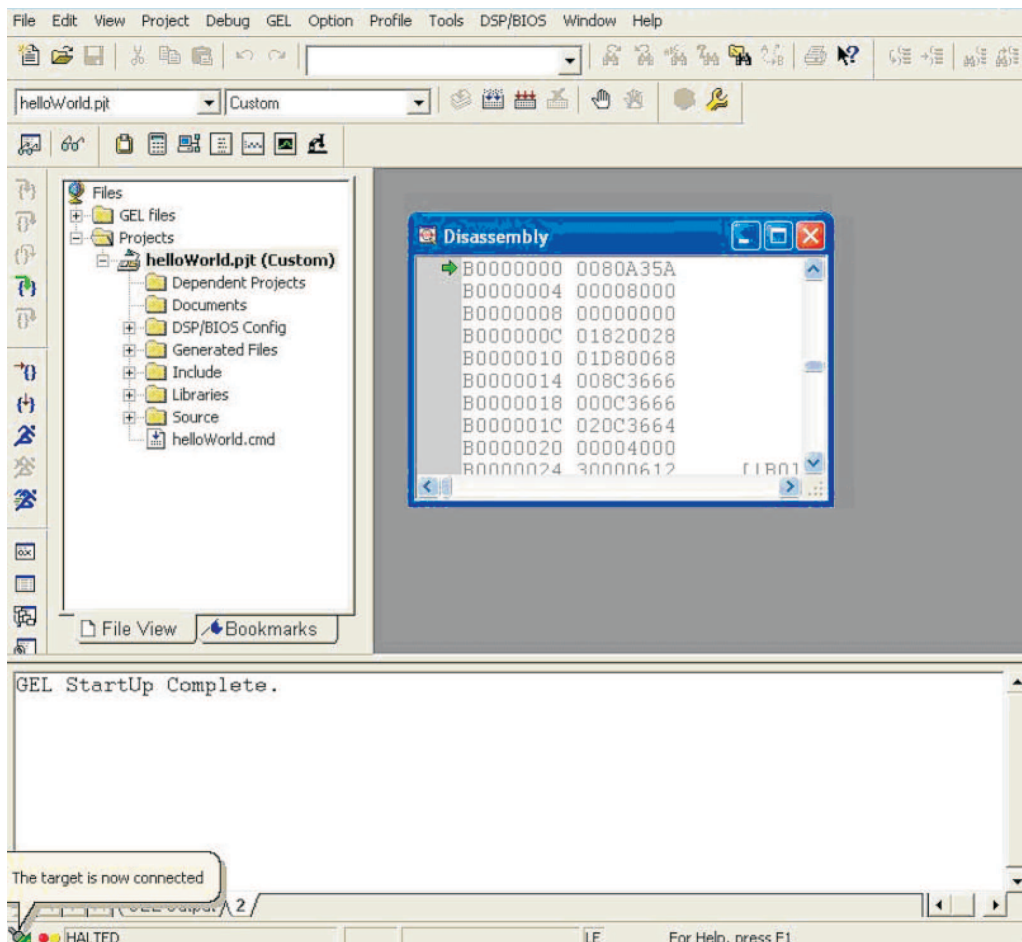 File Edit View Project Debug GEL Option Profile Tools DSP/BIOS Window Help
helloWorld.pjt Custom
Files
GEL files
Projects
helloWorld.pjt (Custom)
Dependent Projects
Documents
DSP/BIOS Config
Generated Files
Include
Libraries
Source
helloWorld.cmd
File View Bookmarks
Disassembly
B0000000 0080A35A
B0000004 00008000
B0000008 00000000
B000000C 01820028
B0000010 01D80068
B0000014 008C3666
B0000018 000C3666
B000001C 020C3664
B0000020 00004000
B0000024 30000612
GEL StartUp Complete.
The target is now connected
2
HALTED For Help, press F1